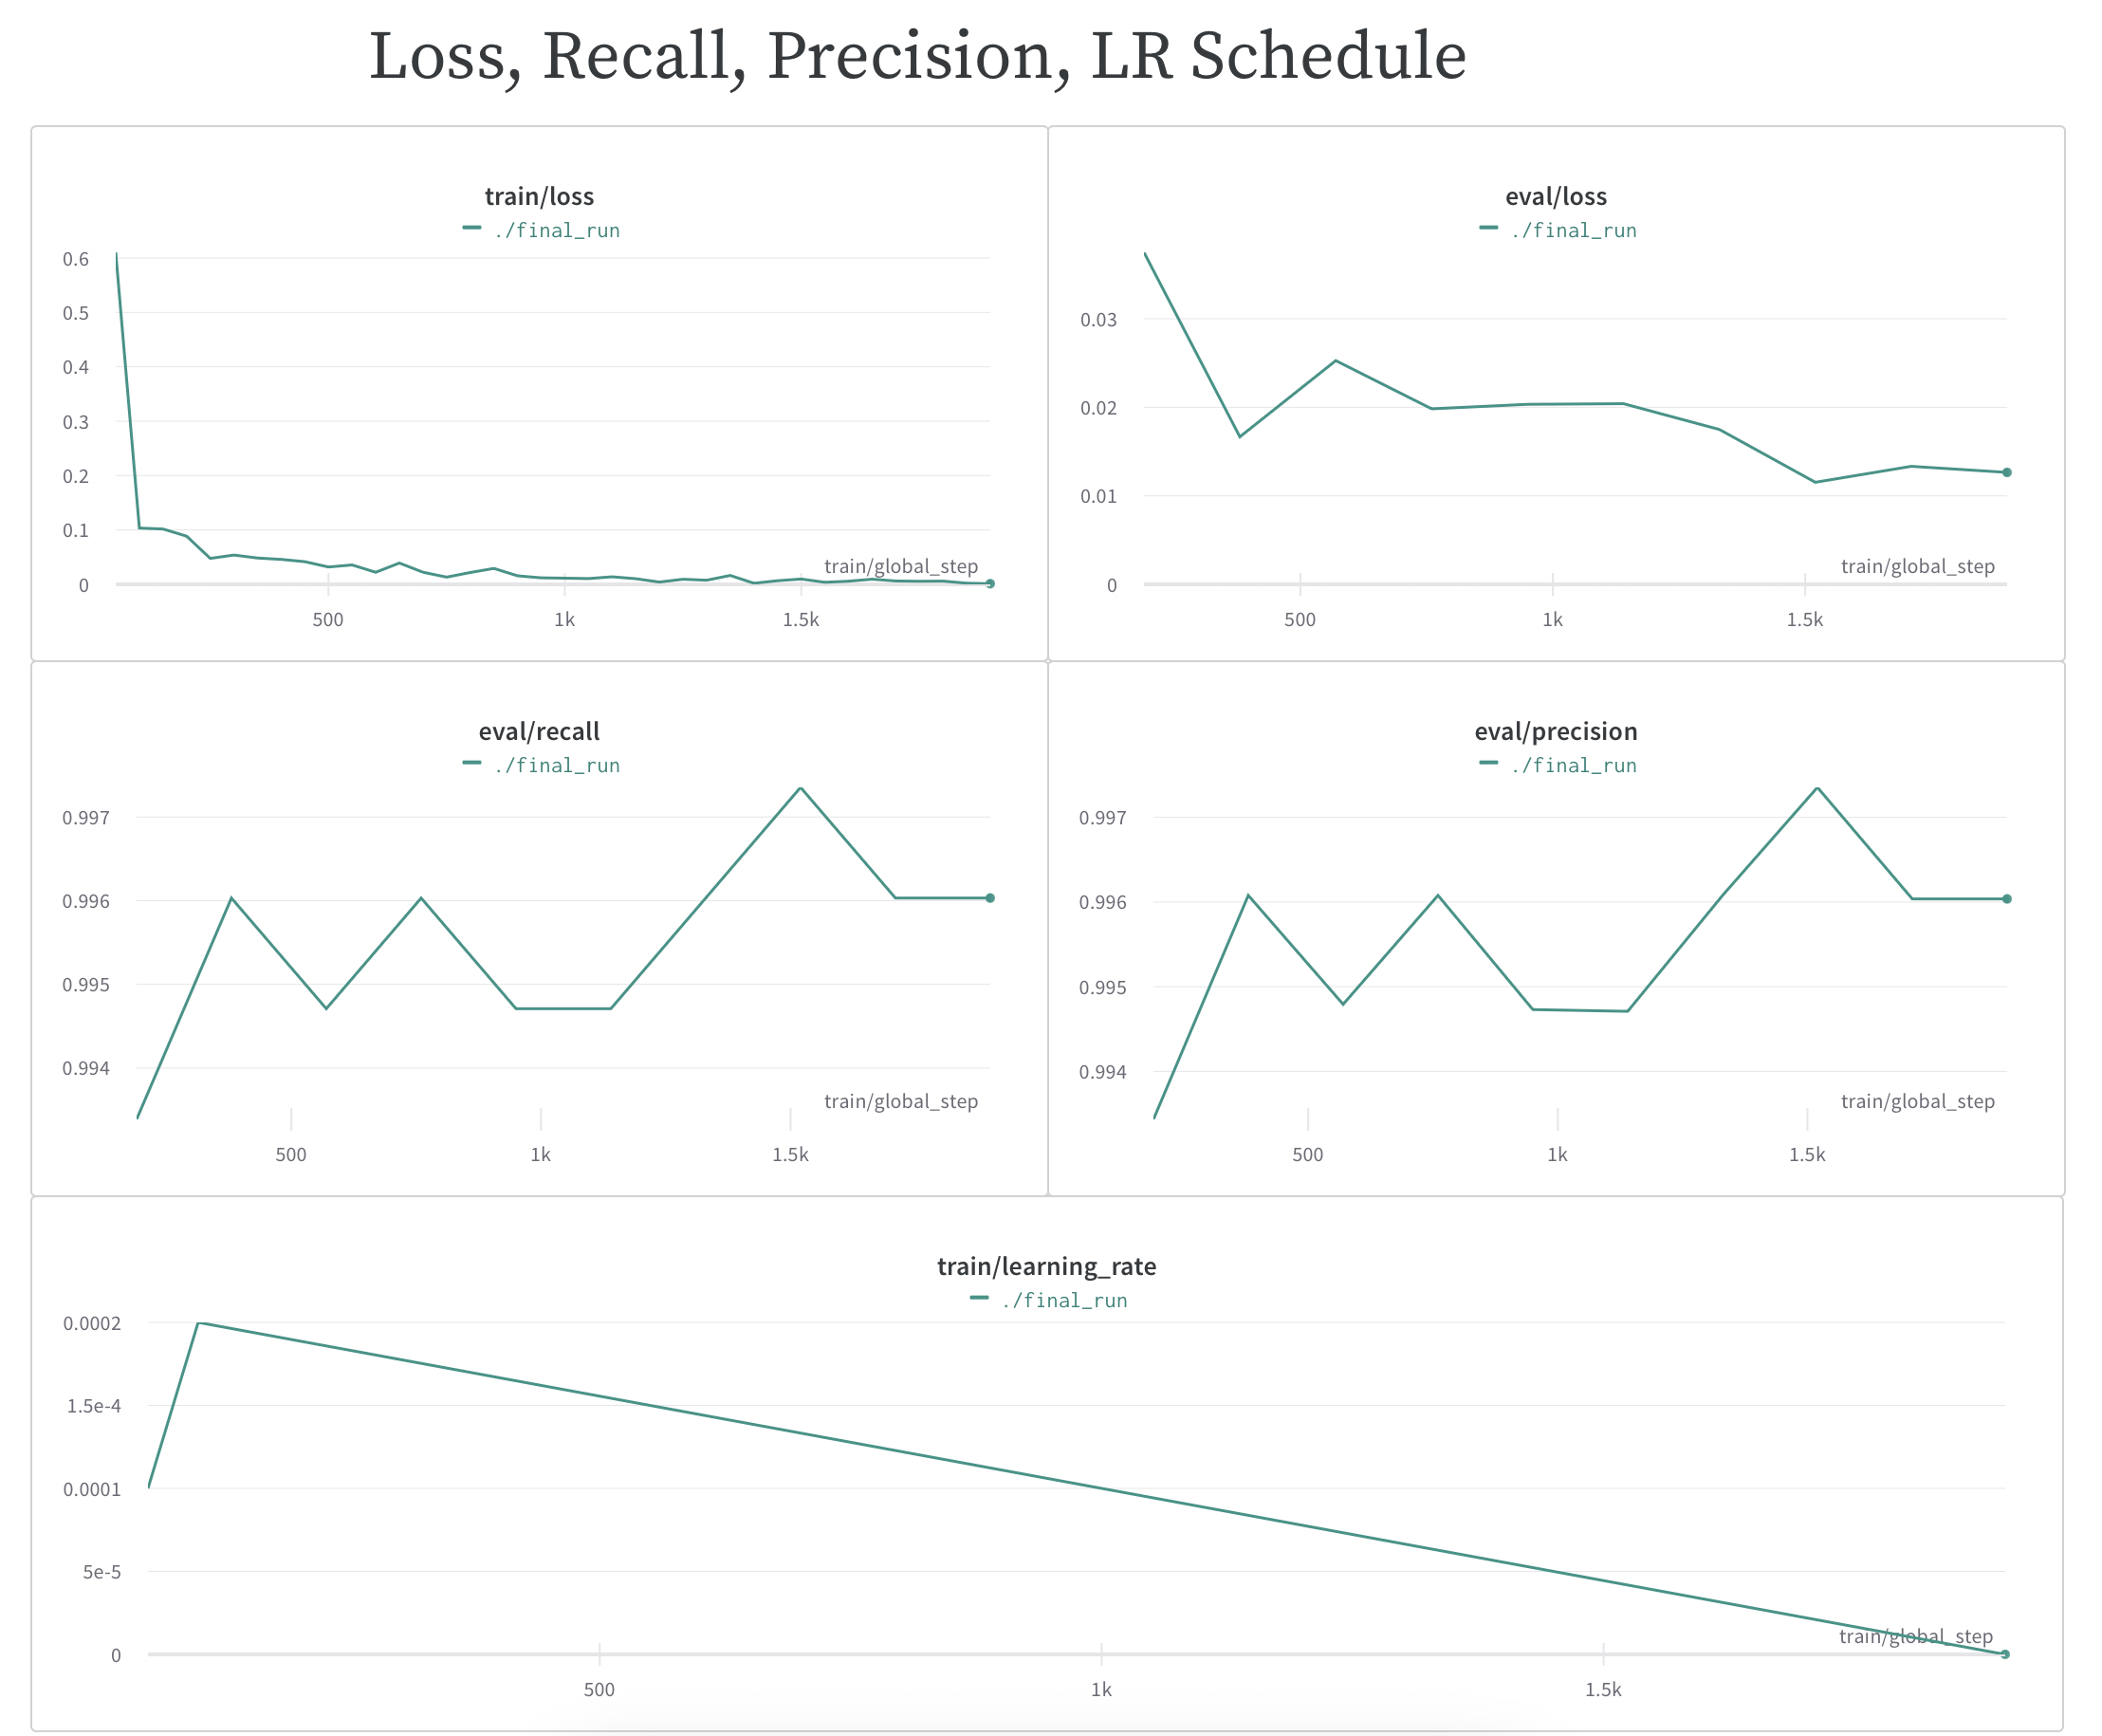 Loss, Recall, Precision, LR Schedule
train/loss
./final_run
0.6
0.5
0.4
0.3
0.2
0.1
0
train/global_step
500 1k 1.5k
eval/loss
./final_run
0.03
0.02
0.01
0
train/global_step
500 1k 1.5k
eval/recall
./final_run
0.997
0.996
0.995
0.994
train/global_step
500 1k 1.5k
eval/precision
./final_run
0.997
0.996
0.995
0.994
train/global_step
500 1k 1.5k
train/learning_rate
./final_run
0.0002
1.5e-4
0.0001
5e-5
0
train/global_step
500 1k 1.5k